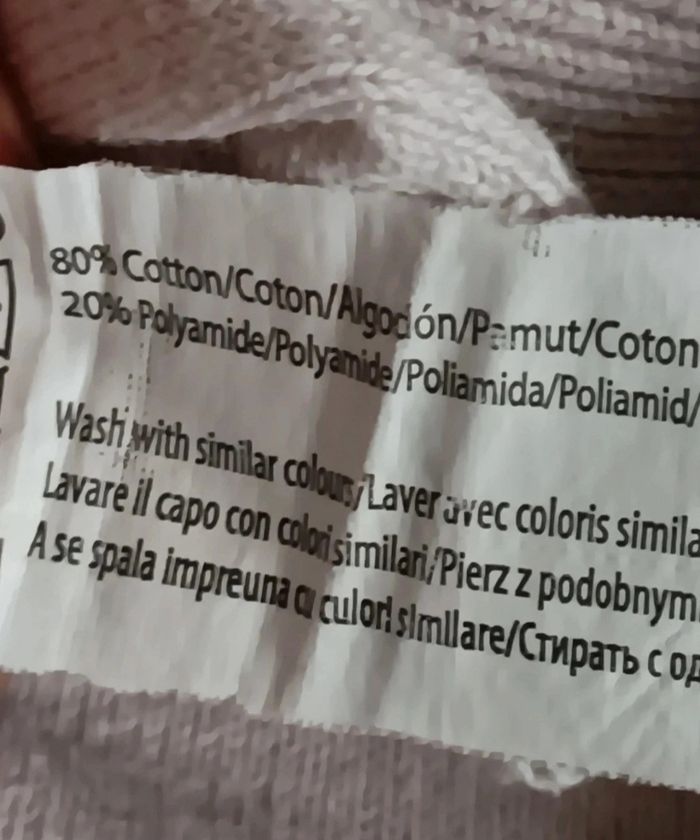 80% Cotton/Coton/Algodón/Pamut/Coton
20% Polyamide/Polyamide/Poliamida/Poliamid/
Wash with similar colours/Laver avec coloris simila
Lavare il capo con colori similari/Pierz z podobnym
A se spala impreuna cu culori similare/Стирать с од